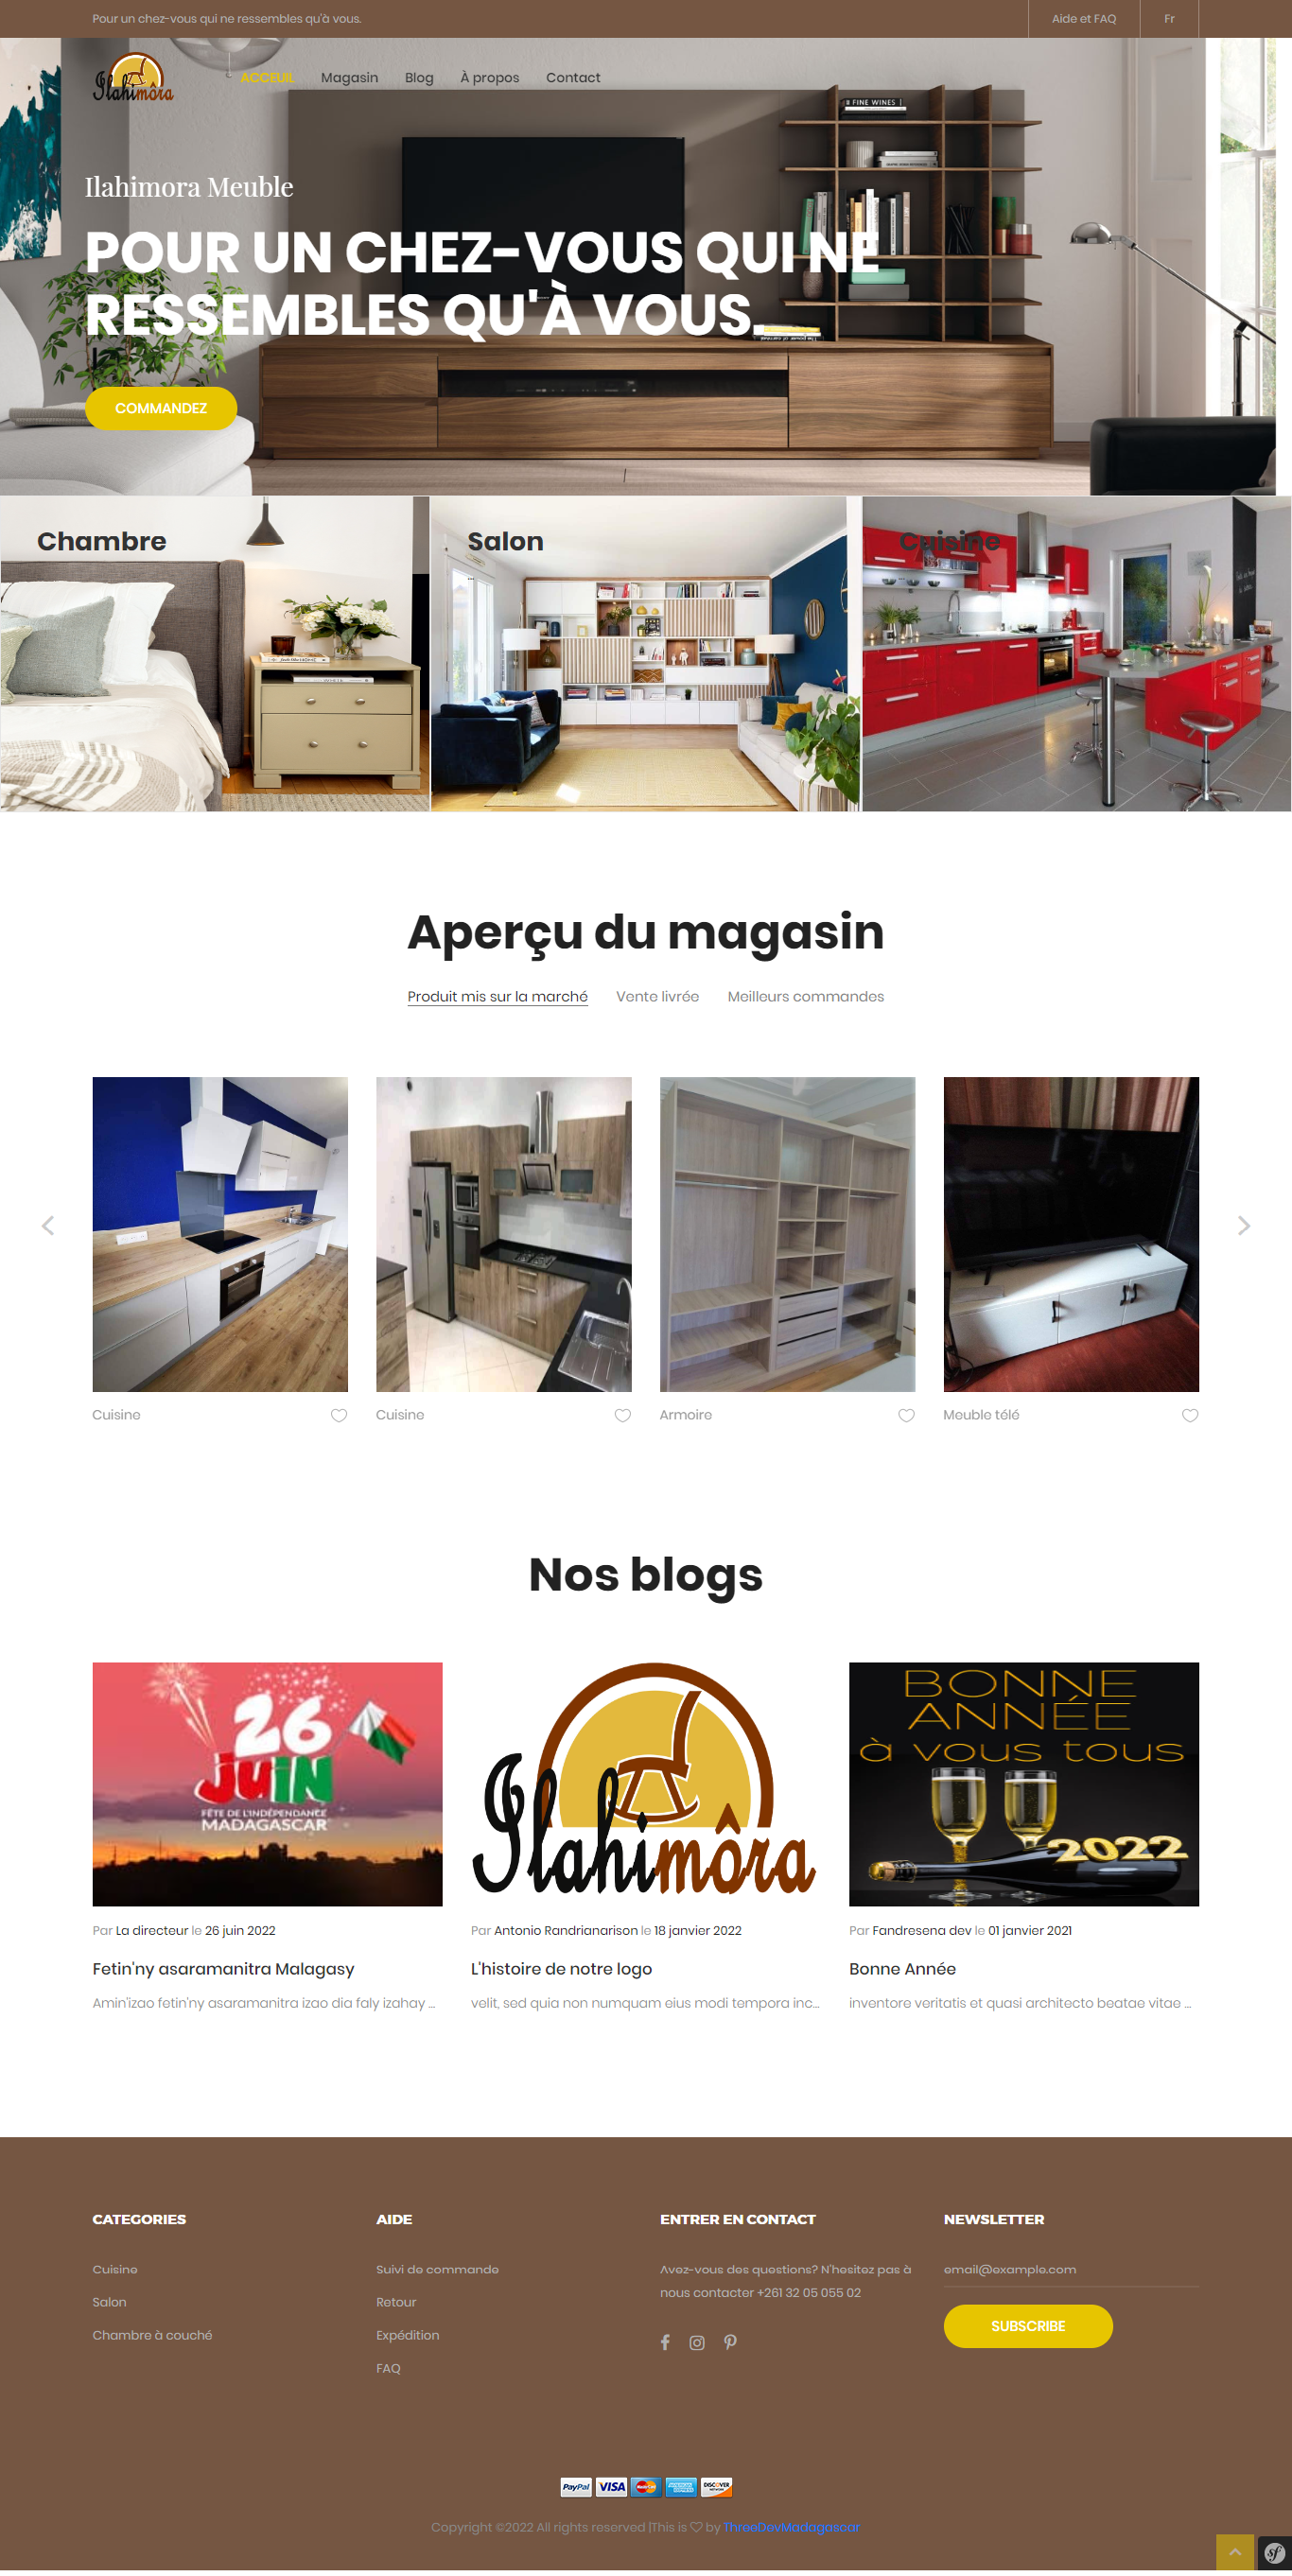 Pour un chez-vous qui ne ressembles qu'à vous.
Aide et FAQ
Fr
Ilahimôra
ACCEUIL
Magasin
Blog
À propos
Contact
FINE WINES
Ilahimora Meuble
POUR UN CHEZ-VOUS QUI NE
RESSEMBLES QU'À VOUS.
COMMANDEZ
Chambre
Salon
...
Cuisine
Aperçu du magasin
Produit mis sur la marché
Vente livrée
Meilleurs commandes
Cuisine
Cuisine
Armoire
Meuble télé
Nos blogs
26
JUIN
FÊTE DE L'INDÉPENDANCE
MADAGASCAR
Ilahimôra
BONNE
ANNÉE
à vous tous
2022
Par La directeur le 26 juin 2022
Fetin'ny asaramanitra Malagasy
Amin'izao fetin'ny asaramanitra izao dia faly izahay ...
Par Antonio Randrianarison le 18 janvier 2022
L'histoire de notre logo
velit, sed quia non numquam eius modi tempora inc...
Par Fandresena dev le 01 janvier 2021
Bonne Année
inventore veritatis et quasi architecto beatae vitae ...
CATEGORIES
Cuisine
Salon
Chambre à couché
AIDE
Suivi de commande
Retour
Expédition
FAQ
ENTRER EN CONTACT
Avez-vous des questions? N'hesitez pas à
nous contacter +261 32 05 055 02
NEWSLETTER
email@example.com
SUBSCRIBE
PayPal
VISA
MasterCard
AMERICAN EXPRESS
DISCOVER
Copyright ©2022 All rights reserved |This is ♡ by ThreeDevMadagascar
sf